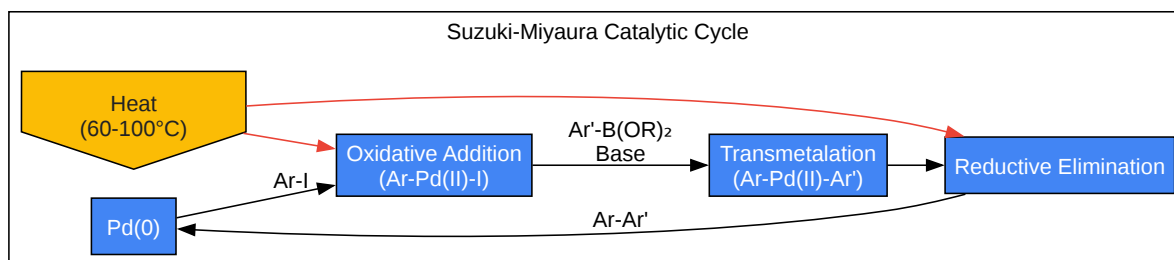 Suzuki-Miyaura Catalytic Cycle
Heat
(60-100°C)
Ar-I
Pd(0)
Oxidative Addition
(Ar-Pd(II)-I)
Ar'-B(OR)₂
Base
Transmetalation
(Ar-Pd(II)-Ar')
Reductive Elimination
Ar-Ar'